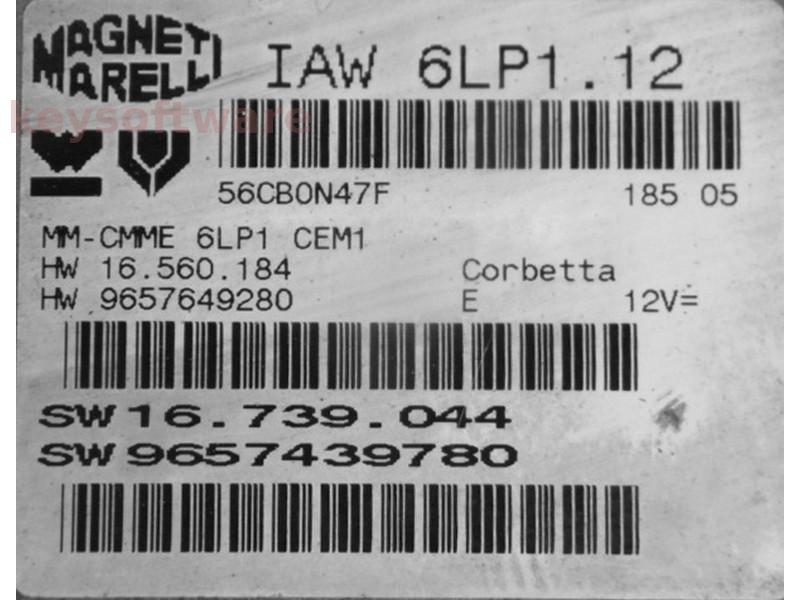 MAGNETI
MARELLI
IAW 6LP1.12
keysoftware
56CB0N47F 185 05
MM-CMME 6LP1 CEM1
HW 16.560.184 Corbetta
HW 9657649280 E 12V=
SW 16.739.044
SW 9657439780